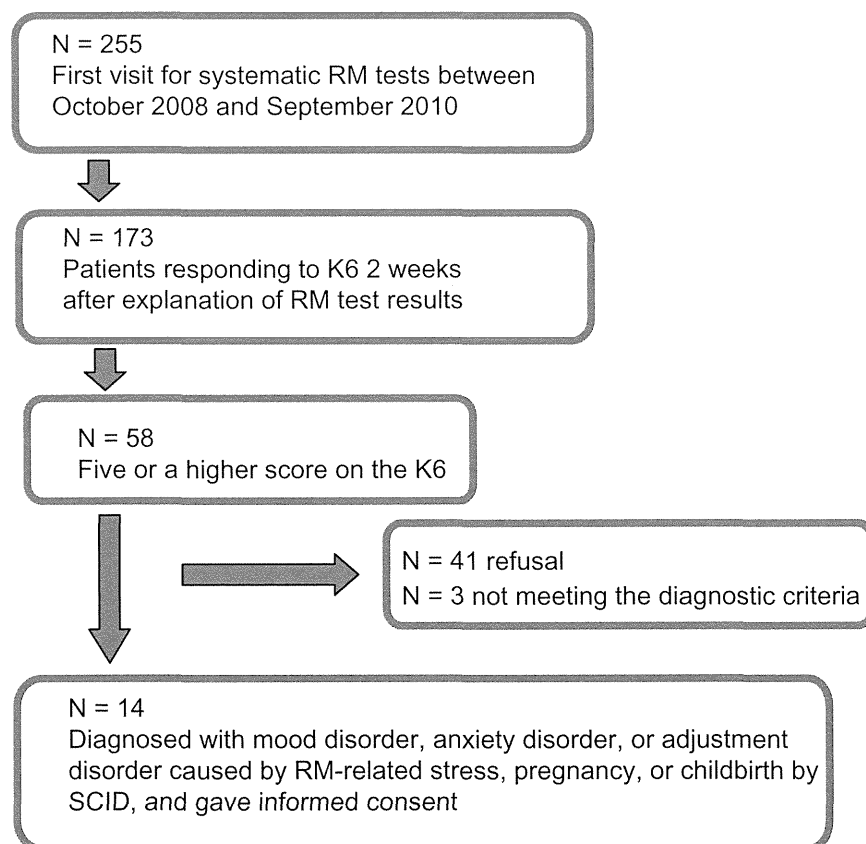 N = 255
First visit for systematic RM tests between
October 2008 and September 2010
N = 173
Patients responding to K6 2 weeks
after explanation of RM test results
N = 58
Five or a higher score on the K6
N = 41 refusal
N = 3 not meeting the diagnostic criteria
N = 14
Diagnosed with mood disorder, anxiety disorder, or adjustment
disorder caused by RM-related stress, pregnancy, or childbirth by
SCID, and gave informed consent